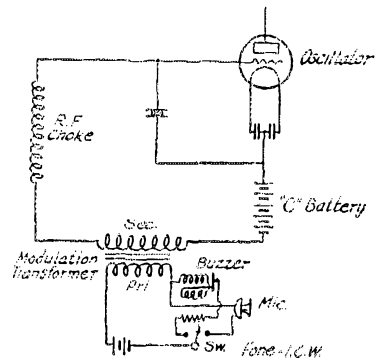 Oscillator
R.F.
Choke
"C" Battery
Sec.
Modulation
Transformer
Pri
Buzzer
Mic.
Sw.
Fone-I.C.W.